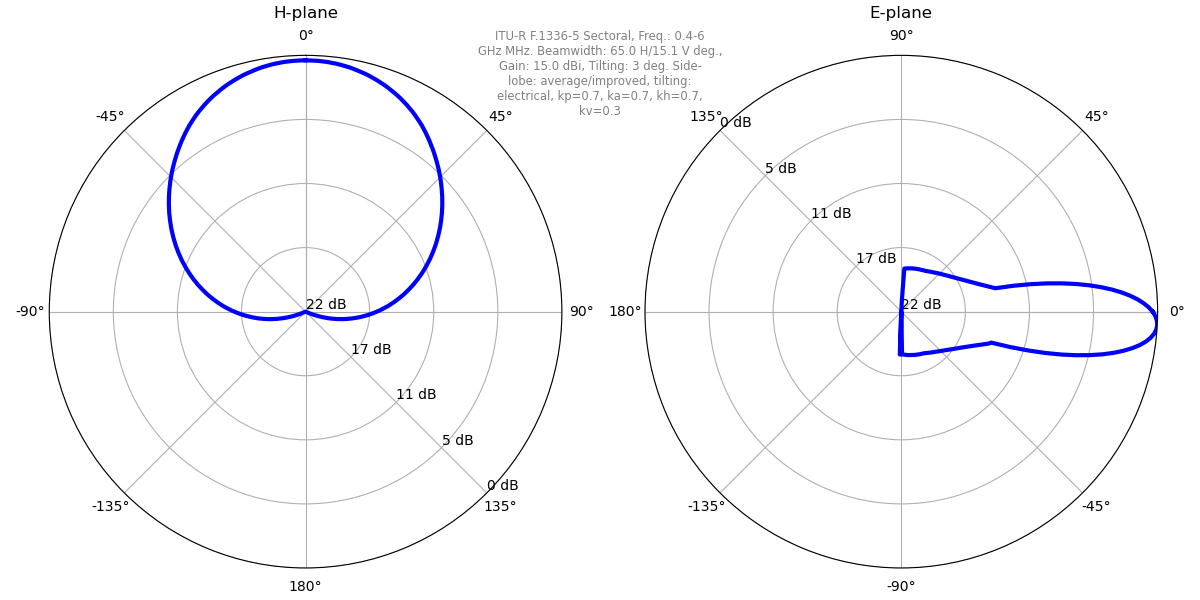 H-plane
E-plane
0°
90°
ITU-R F.1336-5 Sectoral, Freq.: 0.4-6
GHz MHz. Beamwidth: 65.0 H/15.1 V deg.,
Gain: 15.0 dBi, Tilting: 3 deg. Side-
lobe: average/improved, tilting:
electrical, kp=0.7, ka=0.7, kh=0.7,
kv=0.3
-45°
45°
135°
45°
0 dB
5 dB
11 dB
17 dB
22 dB
22 dB
-90°
90°
180°
0°
17 dB
11 dB
5 dB
0 dB
-135°
135°
-135°
-45°
180°
-90°